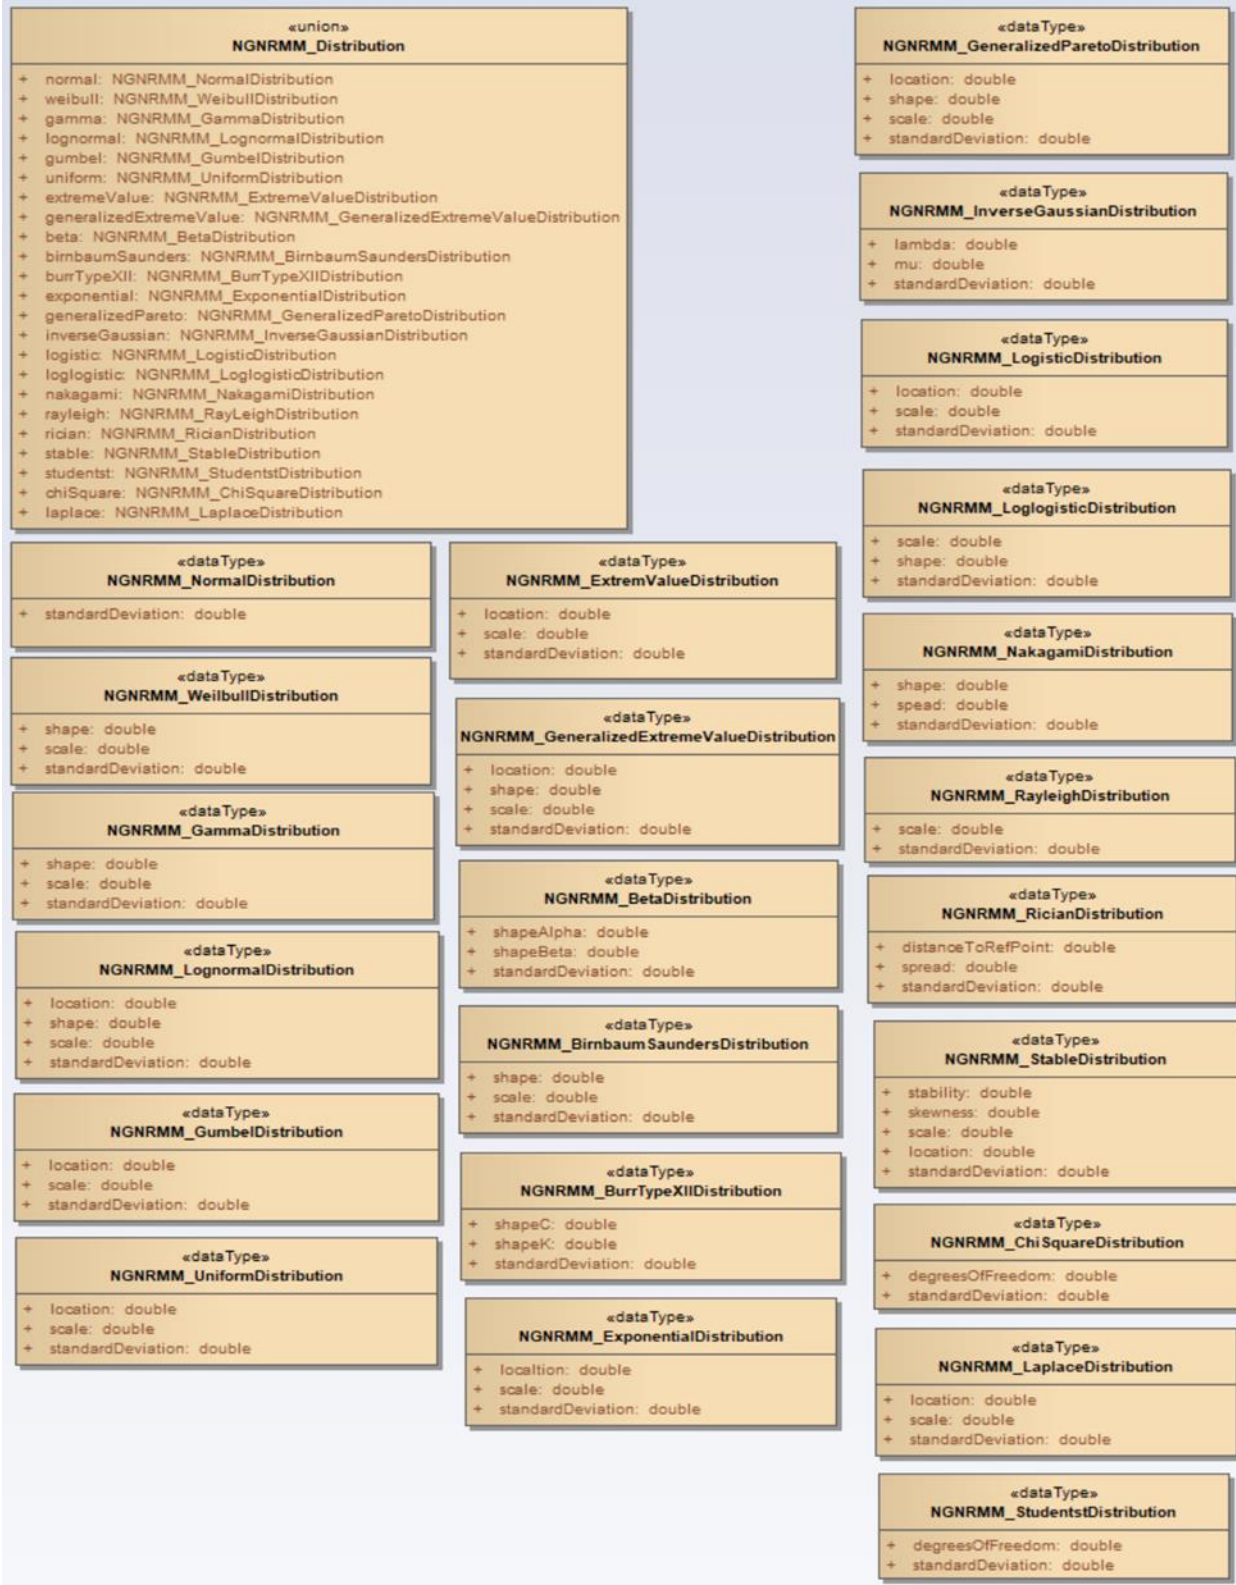 «union»
NGNRMM_Distribution
+ normal: NGNRMM_NormalDistribution
+ weibull: NGNRMM_WeibullDistribution
+ gamma: NGNRMM_GammaDistribution
+ lognormal: NGNRMM_LognormalDistribution
+ gumbel: NGNRMM_GumbelDistribution
+ uniform: NGNRMM_UniformDistribution
+ extremeValue: NGNRMM_ExtremeValueDistribution
+ generalizedExtremeValue: NGNRMM_GeneralizedExtremeValueDistribution
+ beta: NGNRMM_BetaDistribution
+ birnbaumSaunders: NGNRMM_BirnbaumSaundersDistribution
+ burrTypeXII: NGNRMM_BurrTypeXIIDistribution
+ exponential: NGNRMM_ExponentialDistribution
+ generalizedPareto: NGNRMM_GeneralizedParetoDistribution
+ inverseGaussian: NGNRMM_InverseGaussianDistribution
+ logistic: NGNRMM_LogisticDistribution
+ loglogistic: NGNRMM_LoglogisticDistribution
+ nakagami: NGNRMM_NakagamiDistribution
+ rayleigh: NGNRMM_RayLeighDistribution
+ rician: NGNRMM_RicianDistribution
+ stable: NGNRMM_StableDistribution
+ studentst: NGNRMM_StudentstDistribution
+ chiSquare: NGNRMM_ChiSquareDistribution
+ laplace: NGNRMM_LaplaceDistribution
«dataType»
NGNRMM_NormalDistribution
+ standardDeviation: double
«dataType»
NGNRMM_WeilbullDistribution
+ shape: double
+ scale: double
+ standardDeviation: double
«dataType»
NGNRMM_GammaDistribution
+ shape: double
+ scale: double
+ standardDeviation: double
«dataType»
NGNRMM_LognormalDistribution
+ location: double
+ shape: double
+ scale: double
+ standardDeviation: double
«dataType»
NGNRMM_GumbelDistribution
+ location: double
+ scale: double
+ standardDeviation: double
«dataType»
NGNRMM_UniformDistribution
+ location: double
+ scale: double
+ standardDeviation: double
«dataType»
NGNRMM_ExtremValueDistribution
+ location: double
+ scale: double
+ standardDeviation: double
«dataType»
NGNRMM_GeneralizedExtremeValueDistribution
+ location: double
+ shape: double
+ scale: double
+ standardDeviation: double
«dataType»
NGNRMM_BetaDistribution
+ shapeAlpha: double
+ shapeBeta: double
+ standardDeviation: double
«dataType»
NGNRMM_BirnbaumSaundersDistribution
+ shape: double
+ scale: double
+ standardDeviation: double
«dataType»
NGNRMM_BurrTypeXIIDistribution
+ shapeC: double
+ shapeK: double
+ standardDeviation: double
«dataType»
NGNRMM_ExponentialDistribution
+ localtion: double
+ scale: double
+ standardDeviation: double
«dataType»
NGNRMM_GeneralizedParetoDistribution
+ location: double
+ shape: double
+ scale: double
+ standardDeviation: double
«dataType»
NGNRMM_InverseGaussianDistribution
+ lambda: double
+ mu: double
+ standardDeviation: double
«dataType»
NGNRMM_LogisticDistribution
+ location: double
+ scale: double
+ standardDeviation: double
«dataType»
NGNRMM_LoglogisticDistribution
+ scale: double
+ shape: double
+ standardDeviation: double
«dataType»
NGNRMM_NakagamiDistribution
+ shape: double
+ spead: double
+ standardDeviation: double
«dataType»
NGNRMM_RayleighDistribution
+ scale: double
+ standardDeviation: double
«dataType»
NGNRMM_RicianDistribution
+ distanceToRefPoint: double
+ spread: double
+ standardDeviation: double
«dataType»
NGNRMM_StableDistribution
+ stability: double
+ skewness: double
+ scale: double
+ location: double
+ standardDeviation: double
«dataType»
NGNRMM_ChiSquareDistribution
+ degreesOfFreedom: double
+ standardDeviation: double
«dataType»
NGNRMM_LaplaceDistribution
+ location: double
+ scale: double
+ standardDeviation: double
«dataType»
NGNRMM_StudentstDistribution
+ degreesOfFreedom: double
+ standardDeviation: double